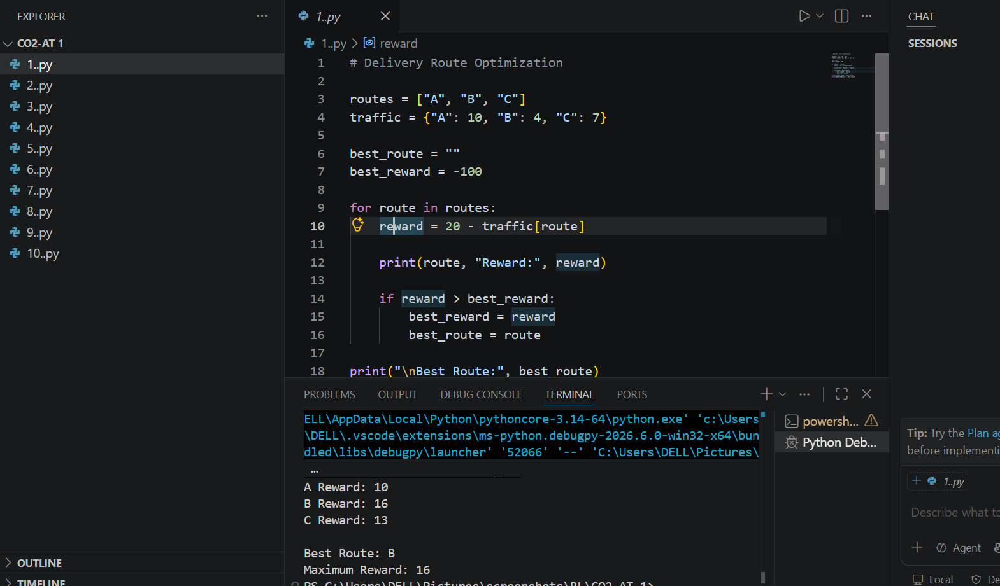 EXPLORER
CO2-AT 1
1..py
2..py
3..py
4..py
5..py
6..py
7..py
8..py
9..py
10..py
OUTLINE
TIMELINE
1..py
1..py > reward
1 # Delivery Route Optimization
2
3 routes = ["A", "B", "C"]
4 traffic = {"A": 10, "B": 4, "C": 7}
5
6 best_route = ""
7 best_reward = -100
8
9 for route in routes:
10 reward = 20 - traffic[route]
11
12 print(route, "Reward:", reward)
13
14 if reward > best_reward:
15 best_reward = reward
16 best_route = route
17
18 print("\nBest Route:", best_route)
PROBLEMS OUTPUT DEBUG CONSOLE TERMINAL PORTS
ELL\AppData\Local\Python\pythoncore-3.14-64\python.exe' 'c:\Users
\DELL\.vscode\extensions\ms-python.debugpy-2026.6.0-win32-x64\bun
dled\libs\debugpy\launcher' '52066' '--' 'C:\Users\DELL\Pictures\
…
A Reward: 10
B Reward: 16
C Reward: 13
Best Route: B
Maximum Reward: 16
PS C:\Users\DELL\Pictures\screenshots\RL\CO2-AT 1>
powersh...
Python Deb...
CHAT
SESSIONS
Tip: Try the Plan ag
before implementi
1..py
Describe what to
Agent
Local De